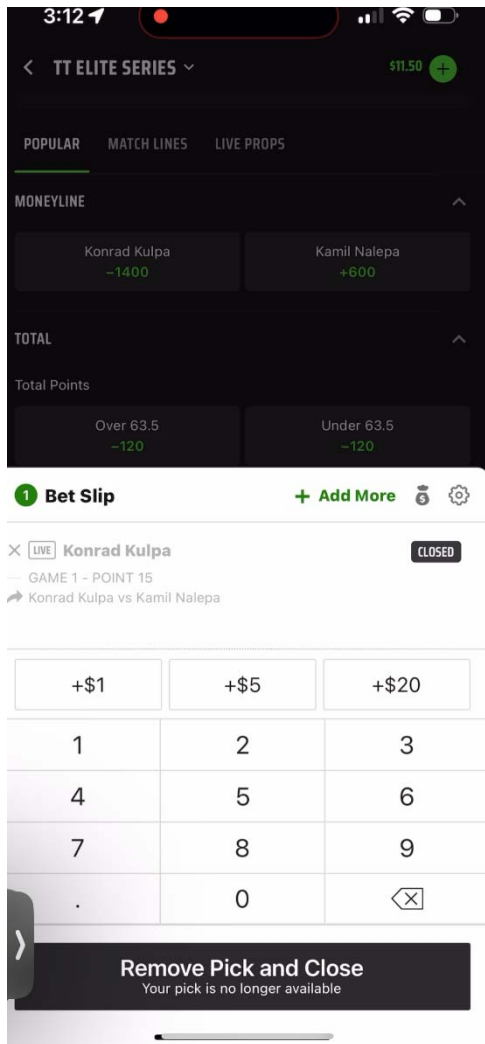 3:12
TT ELITE SERIES
$11.50
POPULAR MATCH LINES LIVE PROPS
MONEYLINE
Konrad Kulpa Kamil Nalepa
−1400 +600
TOTAL
Total Points
Over 63.5 Under 63.5
−120 −120
1 Bet Slip + Add More
LIVE Konrad Kulpa CLOSED
GAME 1 - POINT 15
Konrad Kulpa vs Kamil Nalepa
+$1 +$5 +$20
1 2 3
4 5 6
7 8 9
. 0
Remove Pick and Close
Your pick is no longer available